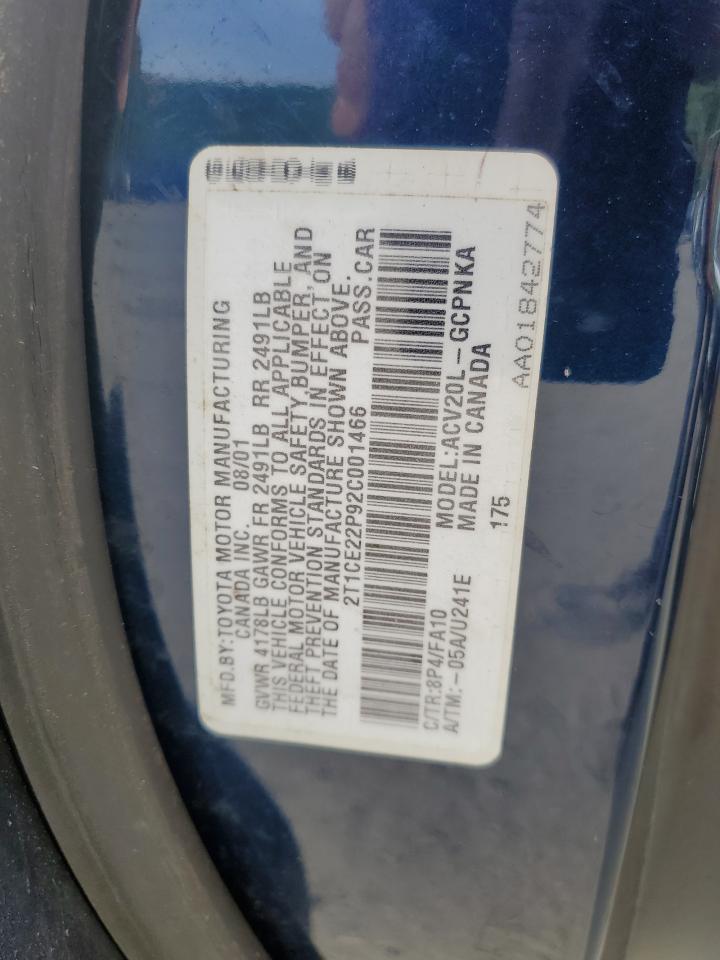 MFD.BY:TOYOTA MOTOR MANUFACTURING
CANADA INC. 08/01
GVWR 4178LB GAWR FR 2491LB RR 2491LB
THIS VEHICLE CONFORMS TO ALL APPLICABLE
FEDERAL MOTOR VEHICLE SAFETY, BUMPER, AND
THEFT PREVENTION STANDARDS IN EFFECT ON
THE DATE OF MANUFACTURE SHOWN ABOVE.
2T1CE22P92C001466 PASS.CAR
C/TR:8P4/FA10 MODEL:ACV20L-GCPNKA
A/TM:-05A/U241E MADE IN CANADA
175
AA01842774